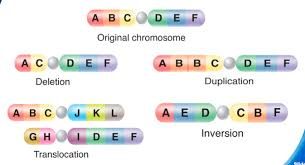 A B C D E F
Original chromosome
A C D E F
Deletion
A B B C D E F
Duplication
A B C J K L
G H I D E F
Translocation
A E D C B F
Inversion